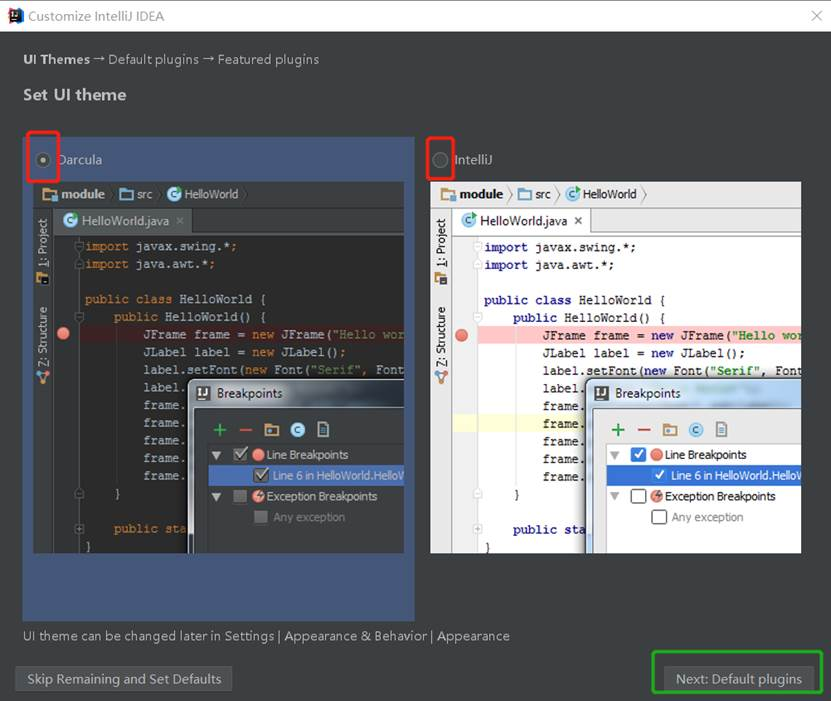 Customize IntelliJ IDEA
UI Themes → Default plugins → Featured plugins
Set UI theme
Darcula
module src HelloWorld
1: Project
Z: Structure
HelloWorld.java
import javax.swing.*;
import java.awt.*;
public class HelloWorld {
public HelloWorld() {
JFrame frame = new JFrame("Hello wor
JLabel label = new JLabel();
label.setFont(new Font("Serif", Font
label.
frame.
frame.
frame.
frame.
frame.
}
public sta
}
Breakpoints
Line Breakpoints
Line 6 in HelloWorld.HelloW
Exception Breakpoints
Any exception
IntelliJ
module src HelloWorld
1: Project
Z: Structure
HelloWorld.java
import javax.swing.*;
import java.awt.*;
public class HelloWorld {
public HelloWorld() {
JFrame frame = new JFrame("Hello wor
JLabel label = new JLabel();
label.setFont(new Font("Serif", Font
label.
frame.
frame.
frame.
frame.
frame.
}
public sta
}
Breakpoints
Line Breakpoints
Line 6 in HelloWorld.HelloW
Exception Breakpoints
Any exception
UI theme can be changed later in Settings | Appearance & Behavior | Appearance
Skip Remaining and Set Defaults
Next: Default plugins